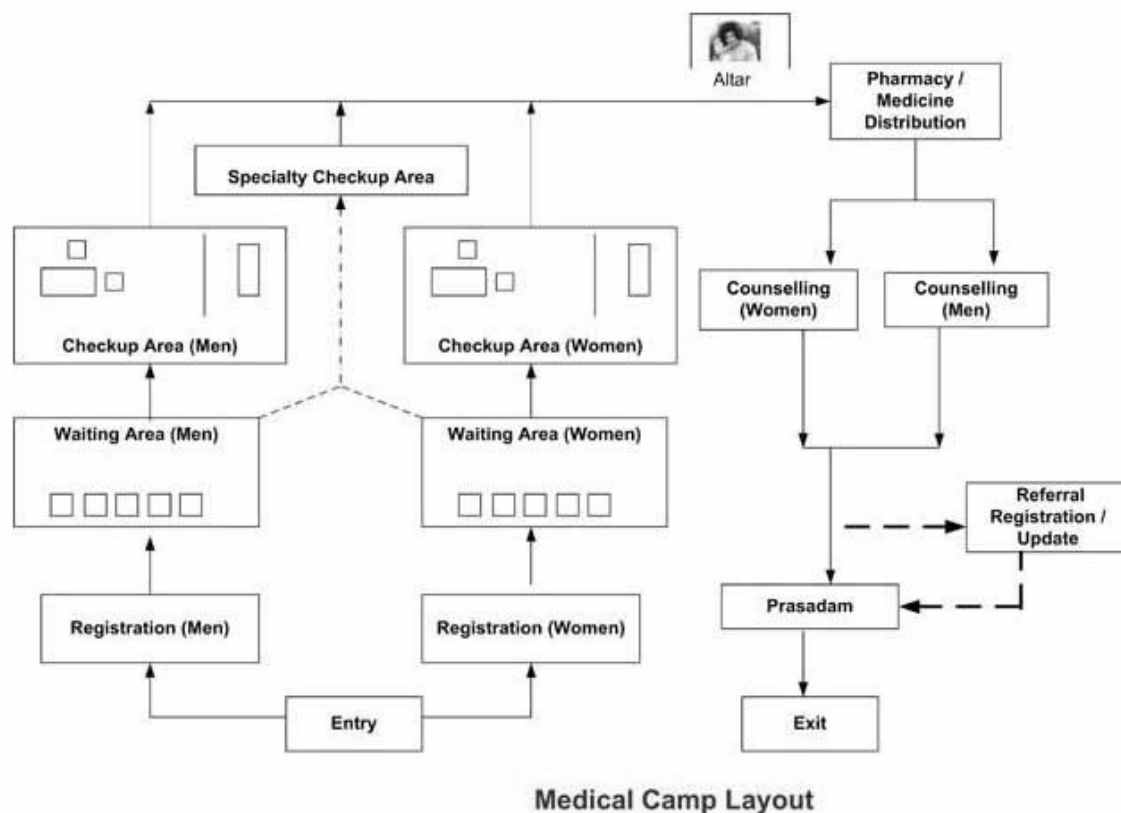 Altar
Pharmacy /
Medicine
Distribution
Specialty Checkup Area
Checkup Area (Men)
Checkup Area (Women)
Counselling
(Women)
Counselling
(Men)
Waiting Area (Men)
Waiting Area (Women)
Referral
Registration /
Update
Registration (Men)
Registration (Women)
Prasadam
Entry
Exit
Medical Camp Layout